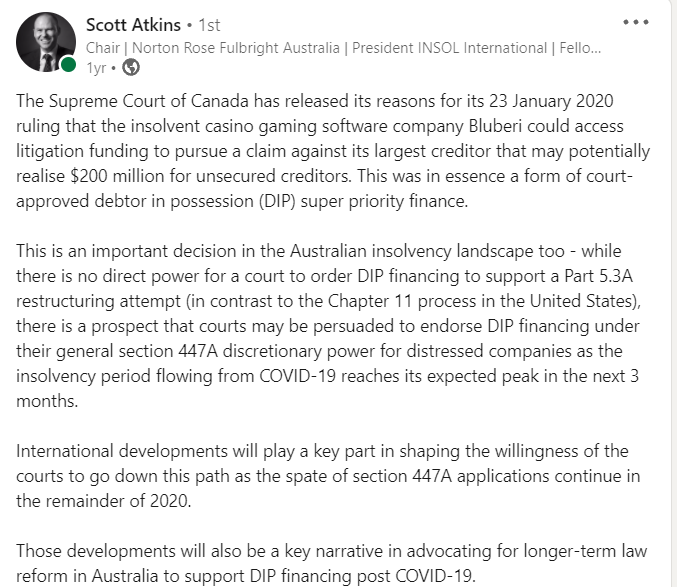 Scott Atkins • 1st
Chair | Norton Rose Fulbright Australia | President INSOL International | Fello...
1yr •
The Supreme Court of Canada has released its reasons for its 23 January 2020
ruling that the insolvent casino gaming software company Bluberi could access
litigation funding to pursue a claim against its largest creditor that may potentially
realise $200 million for unsecured creditors. This was in essence a form of court-
approved debtor in possession (DIP) super priority finance.
This is an important decision in the Australian insolvency landscape too - while
there is no direct power for a court to order DIP financing to support a Part 5.3A
restructuring attempt (in contrast to the Chapter 11 process in the United States),
there is a prospect that courts may be persuaded to endorse DIP financing under
their general section 447A discretionary power for distressed companies as the
insolvency period flowing from COVID-19 reaches its expected peak in the next 3
months.
International developments will play a key part in shaping the willingness of the
courts to go down this path as the spate of section 447A applications continue in
the remainder of 2020.
Those developments will also be a key narrative in advocating for longer-term law
reform in Australia to support DIP financing post COVID-19.